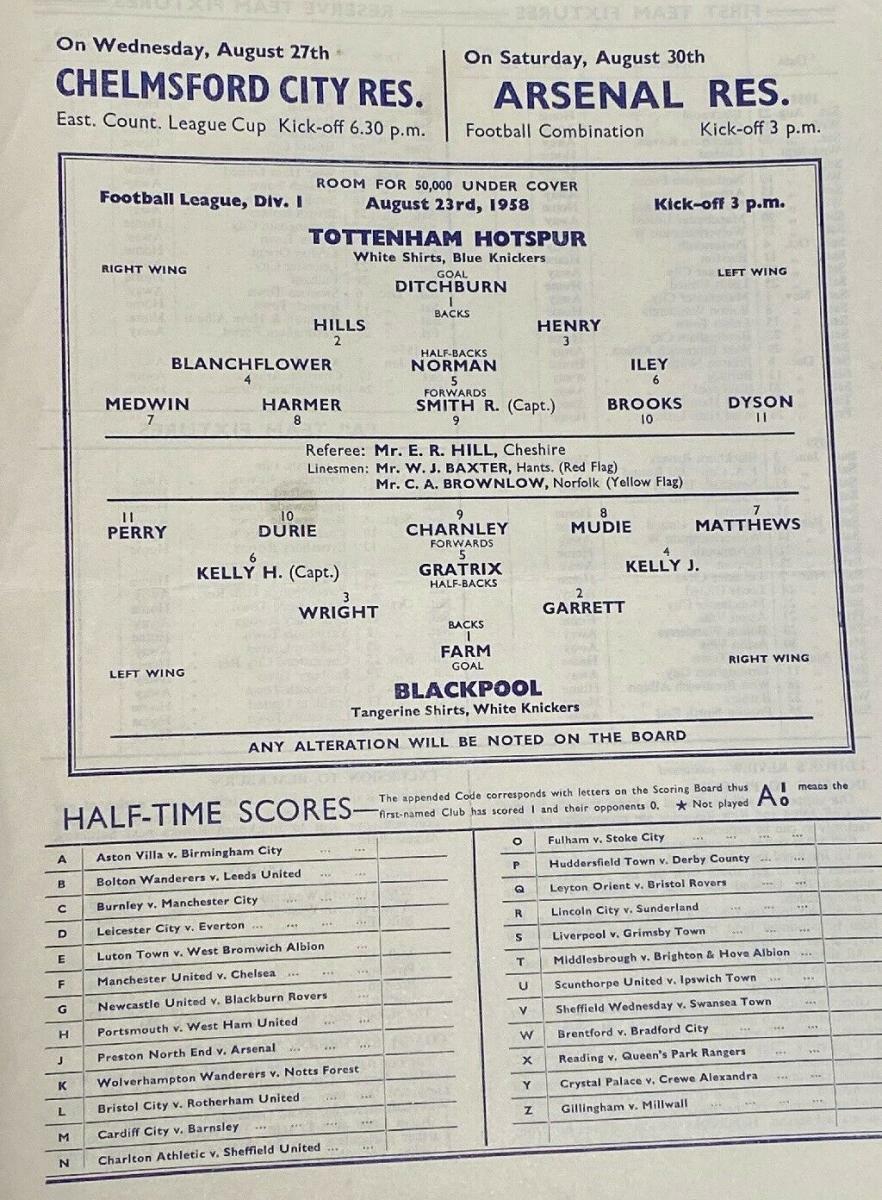 On Wednesday, August 27th
CHELMSFORD CITY RES.
East. Count. League Cup Kick-off 6.30 p.m.
On Saturday, August 30th
ARSENAL RES.
Football Combination Kick-off 3 p.m.
ROOM FOR 50,000 UNDER COVER
Football League, Div. I August 23rd, 1958 Kick-off 3 p.m.
TOTTENHAM HOTSPUR
White Shirts, Blue Knickers
RIGHT WING GOAL LEFT WING
DITCHBURN
1
BACKS
HILLS HENRY
2 3
HALF-BACKS
BLANCHFLOWER NORMAN ILEY
4 5 6
FORWARDS
MEDWIN HARMER SMITH R. (Capt.) BROOKS DYSON
7 8 9 10 11
Referee: Mr. E. R. HILL, Cheshire
Linesmen: Mr. W. J. BAXTER, Hants. (Red Flag)
Mr. C. A. BROWNLOW, Norfolk (Yellow Flag)
11 10 9 8 7
PERRY DURIE CHARNLEY MUDIE MATTHEWS
FORWARDS
6 5 4
KELLY H. (Capt.) GRATRIX KELLY J.
HALF-BACKS
3 2
WRIGHT GARRETT
BACKS
1
FARM
LEFT WING GOAL RIGHT WING
BLACKPOOL
Tangerine Shirts, White Knickers
ANY ALTERATION WILL BE NOTED ON THE BOARD
HALF-TIME SCORES—The appended Code corresponds with letters on the Scoring Board thus A 1 0 means the
first-named Club has scored 1 and their opponents 0. ★ Not played
A Aston Villa v. Birmingham City ... ...
B Bolton Wanderers v. Leeds United ...
C Burnley v. Manchester City ... ...
D Leicester City v. Everton ... ... ...
E Luton Town v. West Bromwich Albion ...
F Manchester United v. Chelsea ... ...
G Newcastle United v. Blackburn Rovers ...
H Portsmouth v. West Ham United ...
J Preston North End v. Arsenal ... ... ...
K Wolverhampton Wanderers v. Notts Forest
L Bristol City v. Rotherham United ... ...
M Cardiff City v. Barnsley ... ... ...
N Charlton Athletic v. Sheffield United ... ...
O Fulham v. Stoke City ... ... ...
P Huddersfield Town v. Derby County ... ...
Q Leyton Orient v. Bristol Rovers ... ...
R Lincoln City v. Sunderland ... ...
S Liverpool v. Grimsby Town ... ...
T Middlesbrough v. Brighton & Hove Albion ...
U Scunthorpe United v. Ipswich Town ... ...
V Sheffield Wednesday v. Swansea Town ...
W Brentford v. Bradford City ... ... ...
X Reading v. Queen's Park Rangers ... ...
Y Crystal Palace v. Crewe Alexandra ... ...
Z Gillingham v. Millwall ... ... ... ...